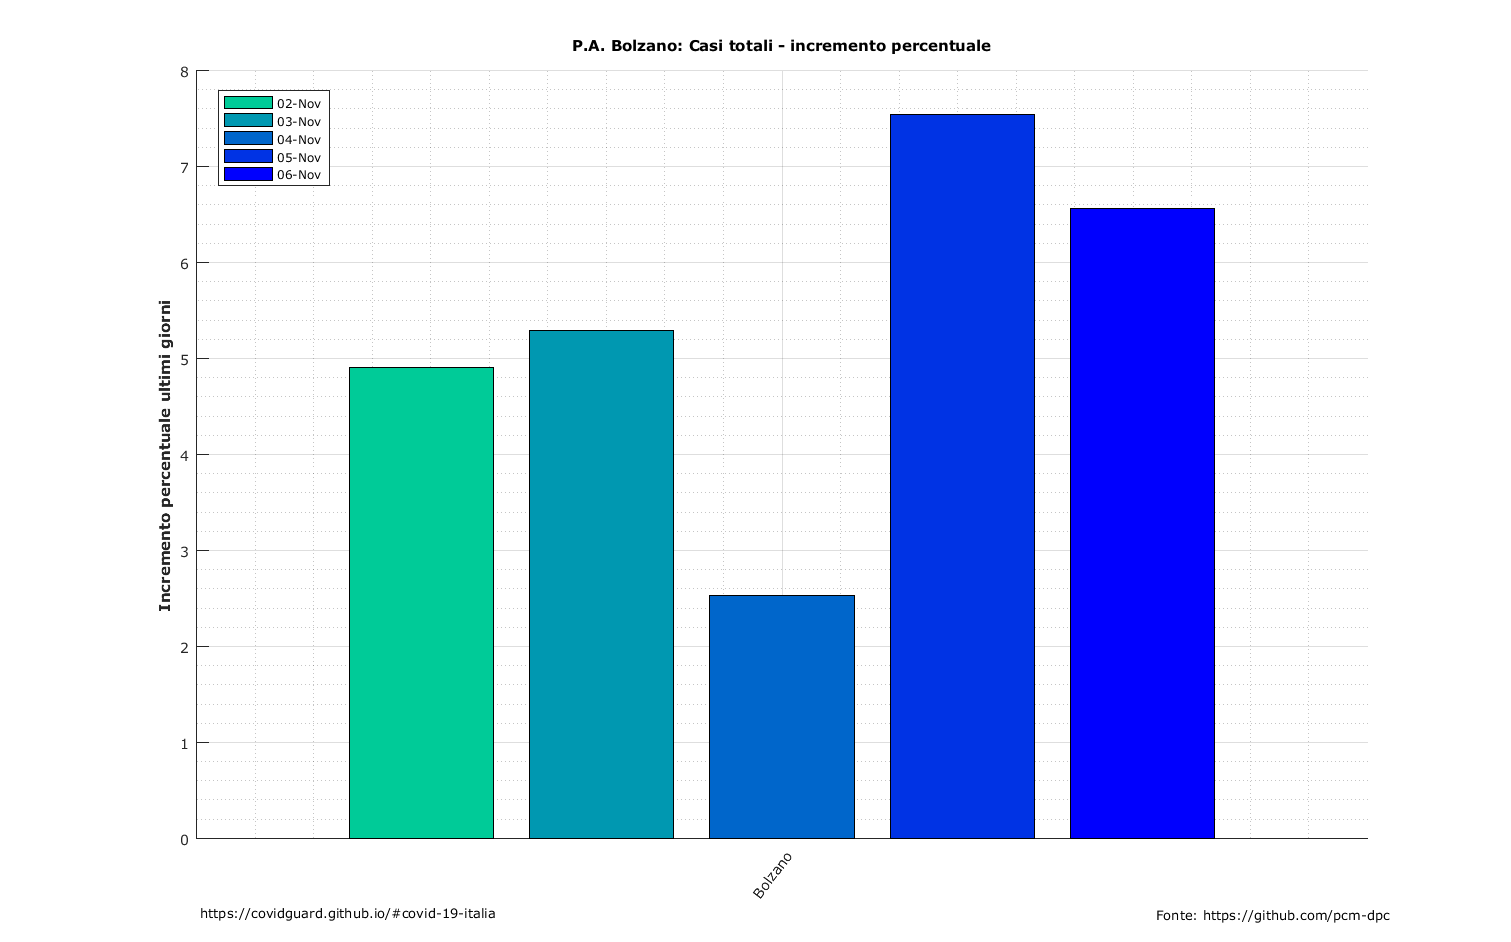 P.A. Bolzano: Casi totali - incremento percentuale
Incremento percentuale ultimi giorni
8
7
6
5
4
3
2
1
0
02-Nov
03-Nov
04-Nov
05-Nov
06-Nov
Bolzano
https://covidguard.github.io/#covid-19-italia
Fonte: https://github.com/pcm-dpc